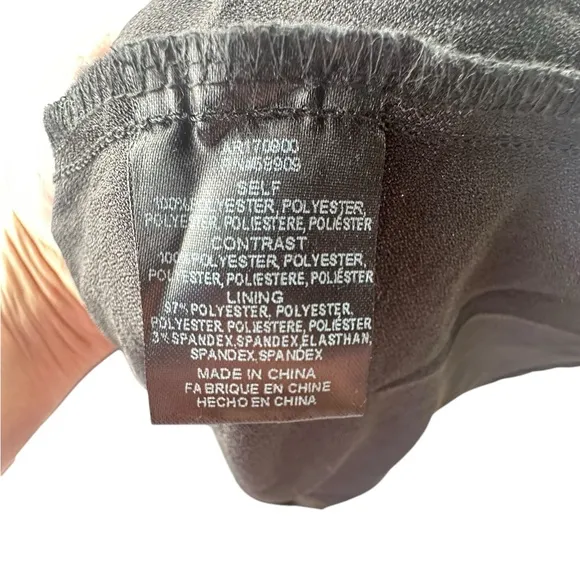 AR170900
SELF
100% POLYESTER, POLYESTER,
POLYESTER, POLIESTERE, POLIÉSTER
CONTRAST
100% POLYESTER, POLYESTER,
POLYESTER, POLIESTERE, POLIÉSTER
LINING
97% POLYESTER, POLYESTER,
POLYESTER, POLIESTERE, POLIÉSTER
3% SPANDEX,SPANDEX,ELASTHAN,
SPANDEX,SPANDEX
MADE IN CHINA
FABRIQUE EN CHINE
HECHO EN CHINA